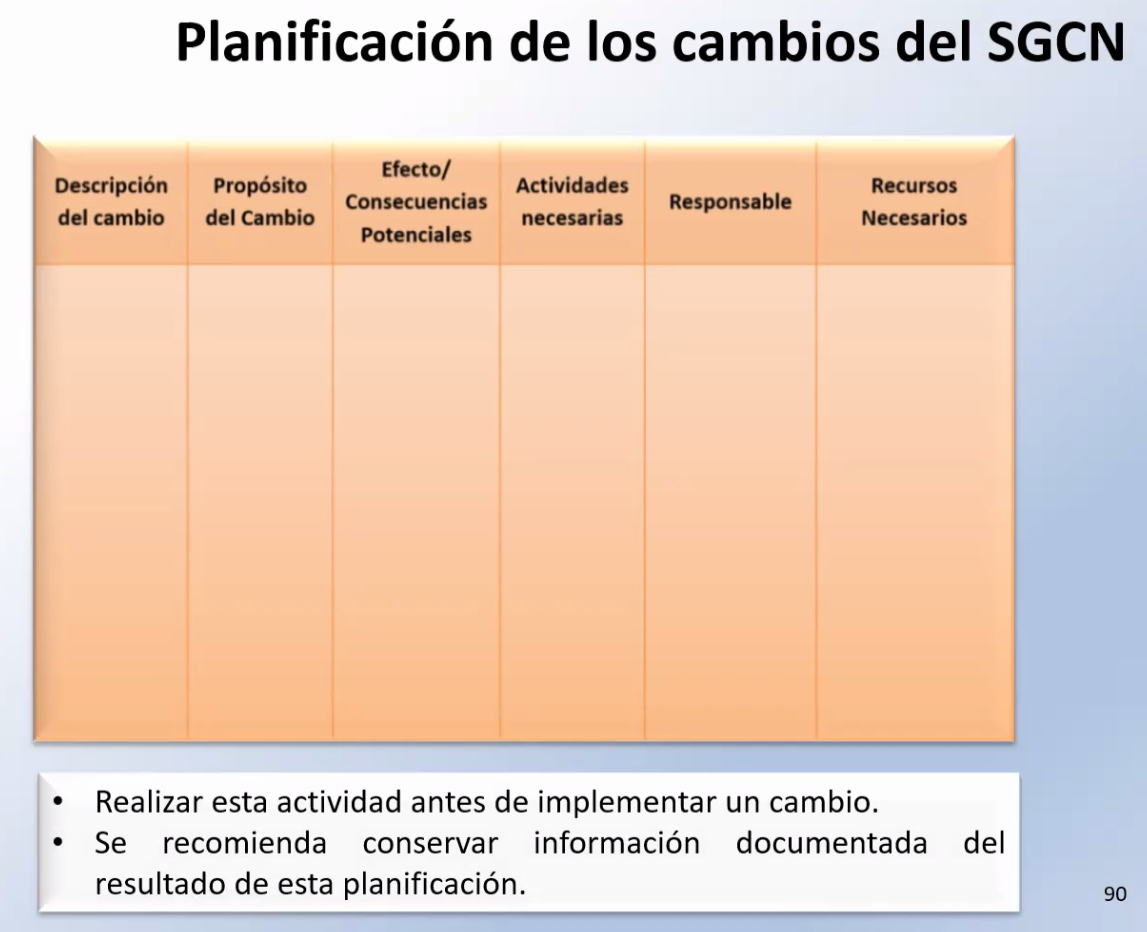 Planificación de los cambios del SGCN
Descripción
del cambio
Propósito
del Cambio
Efecto/
Consecuencias
Potenciales
Actividades
necesarias
Responsable
Recursos
Necesarios
• Realizar esta actividad antes de implementar un cambio.
• Se recomienda conservar información documentada del
resultado de esta planificación.
90